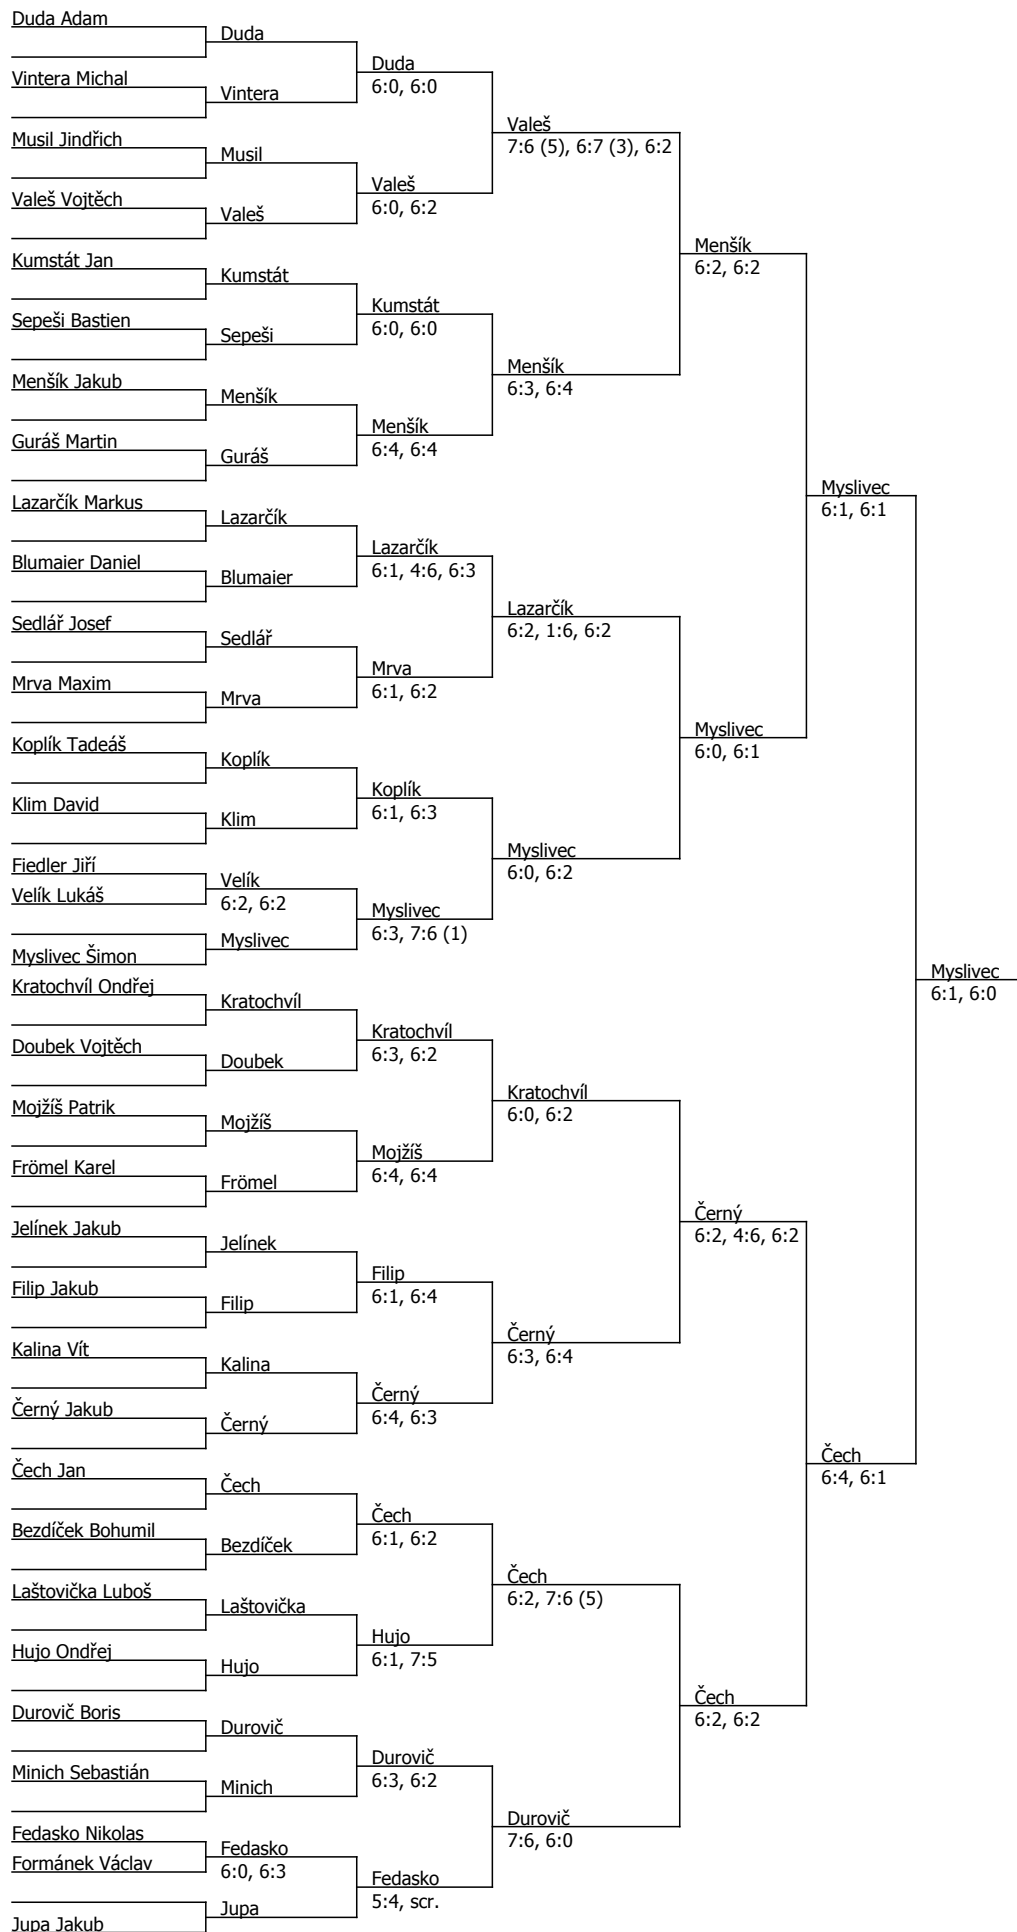 Duda Adam
Duda
Duda
6:0, 6:0
Vintera Michal
Vintera
Valeš
7:6 (5), 6:7 (3), 6:2
Musil Jindřich
Musil
Valeš
6:0, 6:2
Valeš Vojtěch
Valeš
Menšík
6:2, 6:2
Kumstát Jan
Kumstát
Kumstát
6:0, 6:0
Sepeši Bastien
Sepeši
Menšík
6:3, 6:4
Menšík Jakub
Menšík
Menšík
6:4, 6:4
Guráš Martin
Guráš
Myslivec
6:1, 6:1
Lazarčík Markus
Lazarčík
Lazarčík
6:1, 4:6, 6:3
Blumaier Daniel
Blumaier
Lazarčík
6:2, 1:6, 6:2
Sedlář Josef
Sedlář
Mrva
6:1, 6:2
Mrva Maxim
Mrva
Myslivec
6:0, 6:1
Koplík Tadeáš
Koplík
Koplík
6:1, 6:3
Klim David
Klim
Myslivec
6:0, 6:2
Fiedler Jiří
Velík Lukáš
Velík
6:2, 6:2
Myslivec
6:3, 7:6 (1)
Myslivec
Myslivec Šimon
Myslivec
6:1, 6:0
Kratochvíl Ondřej
Kratochvíl
Kratochvíl
6:3, 6:2
Doubek Vojtěch
Doubek
Kratochvíl
6:0, 6:2
Mojžíš Patrik
Mojžíš
Mojžíš
6:4, 6:4
Frömel Karel
Frömel
Černý
6:2, 4:6, 6:2
Jelínek Jakub
Jelínek
Filip
6:1, 6:4
Filip Jakub
Filip
Černý
6:3, 6:4
Kalina Vít
Kalina
Černý
6:4, 6:3
Černý Jakub
Černý
Čech
6:4, 6:1
Čech Jan
Čech
Čech
6:1, 6:2
Bezdíček Bohumil
Bezdíček
Čech
6:2, 7:6 (5)
Laštovička Luboš
Laštovička
Hujo
6:1, 7:5
Hujo Ondřej
Hujo
Čech
6:2, 6:2
Durovič Boris
Durovič
Durovič
6:3, 6:2
Minich Sebastián
Minich
Durovič
7:6, 6:0
Fedasko Nikolas
Formánek Václav
Fedasko
6:0, 6:3
Fedasko
5:4, scr.
Jupa
Jupa Jakub